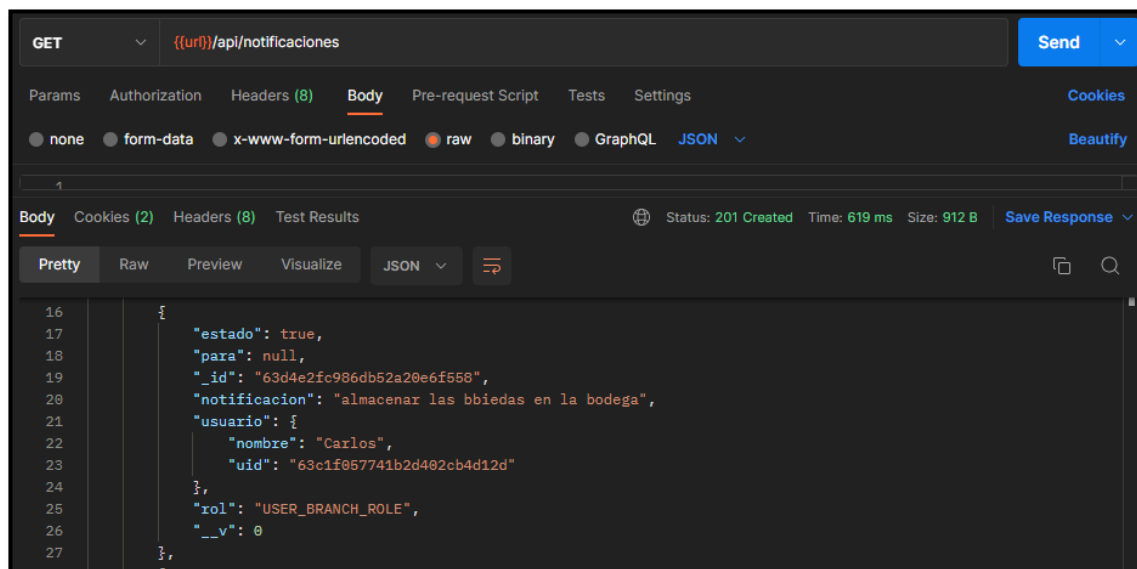 GET {{url}}/api/notificaciones Send
Params Authorization Headers (8) Body Pre-request Script Tests Settings Cookies
none form-data x-www-form-urlencoded raw binary GraphQL JSON Beautify
1
Body Cookies (2) Headers (8) Test Results Status: 201 Created Time: 619 ms Size: 912 B Save Response
Pretty Raw Preview Visualize JSON
16 {
17 "estado": true,
18 "para": null,
19 "_id": "63d4e2fc986db52a20e6f558",
20 "notificacion": "almacenar las bbiedas en la bodega",
21 "usuario": {
22 "nombre": "Carlos",
23 "uid": "63c1f057741b2d402cb4d12d"
24 },
25 "rol": "USER_BRANCH_ROLE",
26 "__v": 0
27 },